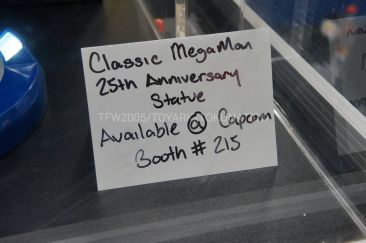 Classic MegaMan
25th Anniversary
Statue
TFW2005/TOYARK
Available @ Capcom
Booth # 215